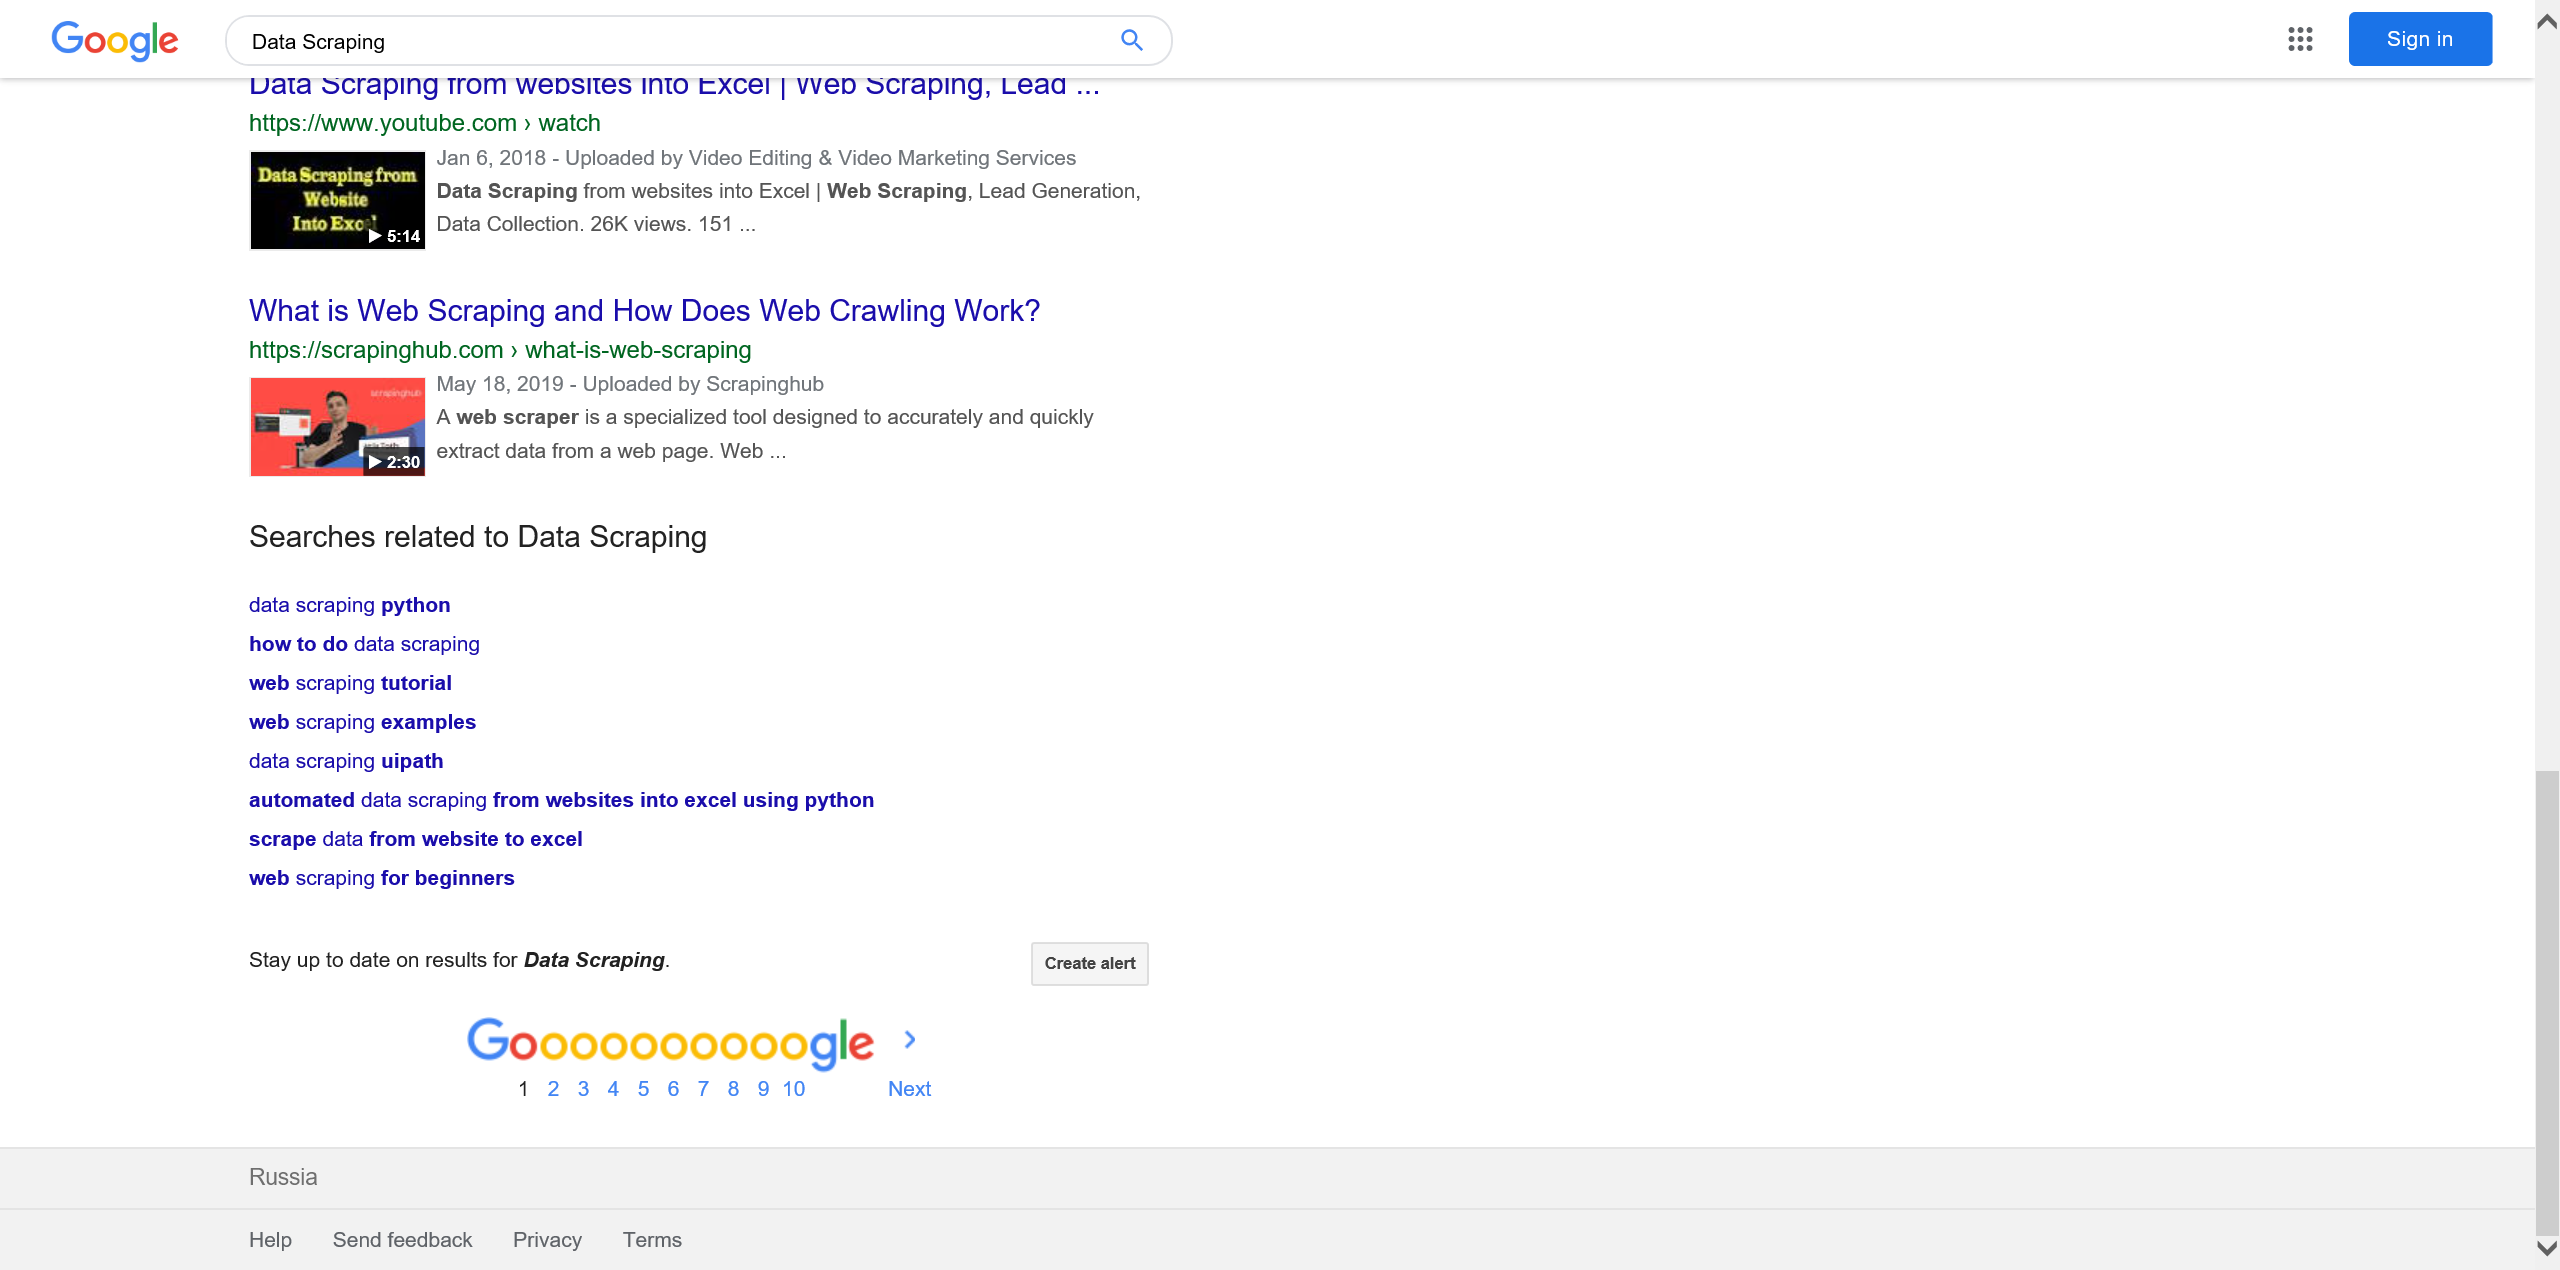 Google
Data Scraping
Sign in
Data Scraping from websites into Excel | Web Scraping, Lead ...
https://www.youtube.com › watch
Data Scraping from
Website
Into Excel
5:14
Jan 6, 2018 - Uploaded by Video Editing & Video Marketing Services
Data Scraping from websites into Excel | Web Scraping, Lead Generation,
Data Collection. 26K views. 151 ...
What is Web Scraping and How Does Web Crawling Work?
https://scrapinghub.com › what-is-web-scraping
scrapinghub
2:30
May 18, 2019 - Uploaded by Scrapinghub
A web scraper is a specialized tool designed to accurately and quickly
extract data from a web page. Web ...
Searches related to Data Scraping
data scraping python
how to do data scraping
web scraping tutorial
web scraping examples
data scraping uipath
automated data scraping from websites into excel using python
scrape data from website to excel
web scraping for beginners
Stay up to date on results for Data Scraping.
Create alert
Goooooooooogle
1 2 3 4 5 6 7 8 9 10 Next
Russia
Help Send feedback Privacy Terms